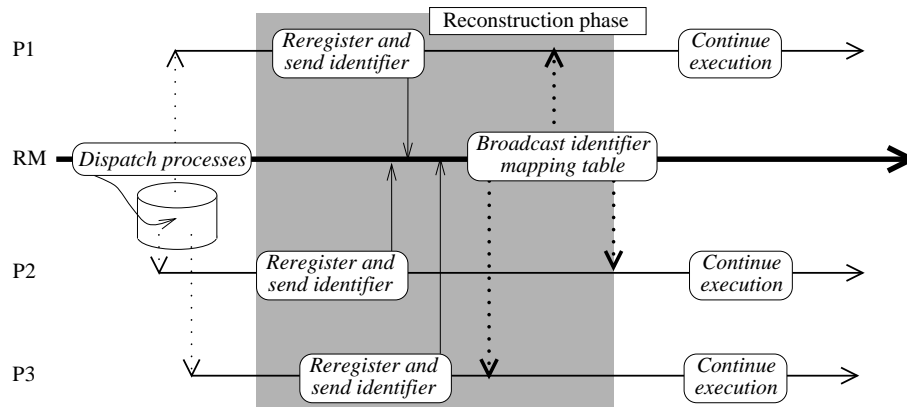 Reconstruction phase
P1
Reregister and
send identifier
Continue
execution
RM
Dispatch processes
Broadcast identifier
mapping table
P2
Reregister and
send identifier
Continue
execution
P3
Reregister and
send identifier
Continue
execution